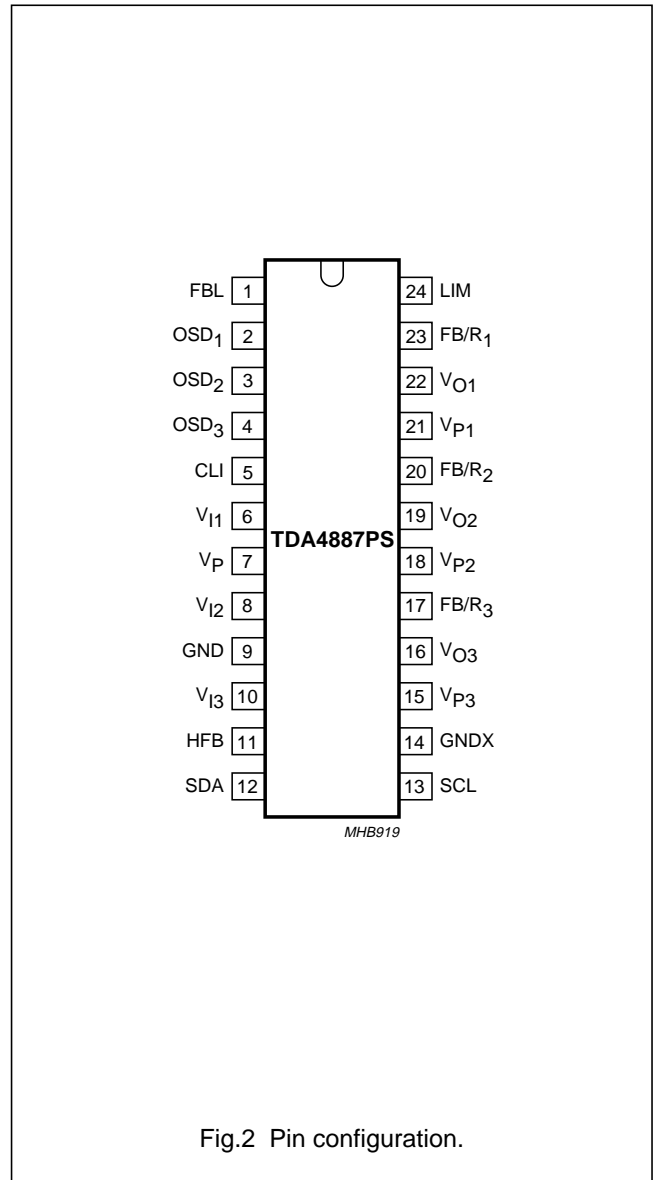 FBL 1 24 LIM
OSD1 2 23 FB/R1
OSD2 3 22 VO1
OSD3 4 21 VP1
CLI 5 20 FB/R2
VI1 6 19 VO2
TDA4887PS
VP 7 18 VP2
VI2 8 17 FB/R3
GND 9 16 VO3
VI3 10 15 VP3
HFB 11 14 GNDX
SDA 12 13 SCL
MHB919
Fig.2 Pin configuration.